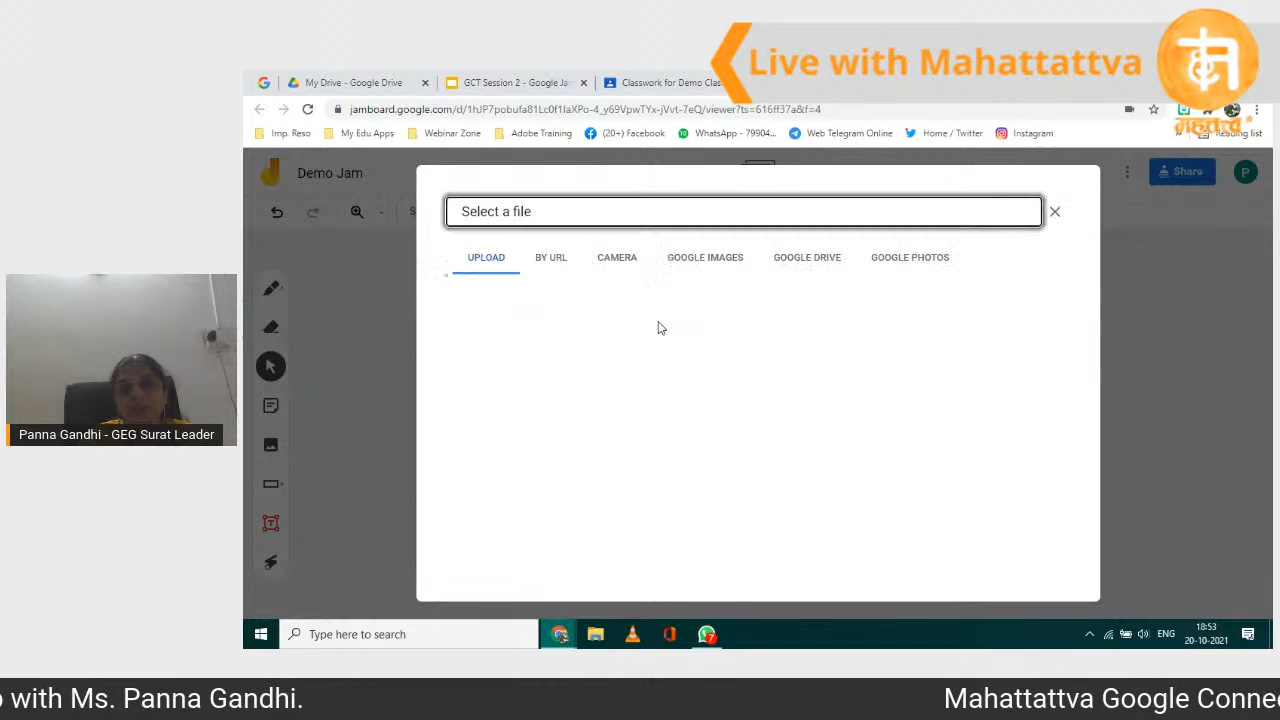 Live with Mahattattva
महतत्त्व
My Drive - Google Drive
GCT Session 2 - Google Jam
Classwork for Demo Clas
jamboard.google.com/d/1hJP7pobufa81Lc0f1IaXPo-4_y69VpwTYx-jVvt-7eQ/viewer?ts=616ff37a&f=4
Imp. Reso
My Edu Apps
Webinar Zone
Adobe Training
(20+) Facebook
WhatsApp - 79904...
Web Telegram Online
Home / Twitter
Instagram
Reading list
Demo Jam
Share
P
Select a file
UPLOAD
BY URL
CAMERA
GOOGLE IMAGES
GOOGLE DRIVE
GOOGLE PHOTOS
Panna Gandhi - GEG Surat Leader
Type here to search
7
ENG
18:53
20-10-2021
with Ms. Panna Gandhi.
Mahattattva Google Connec